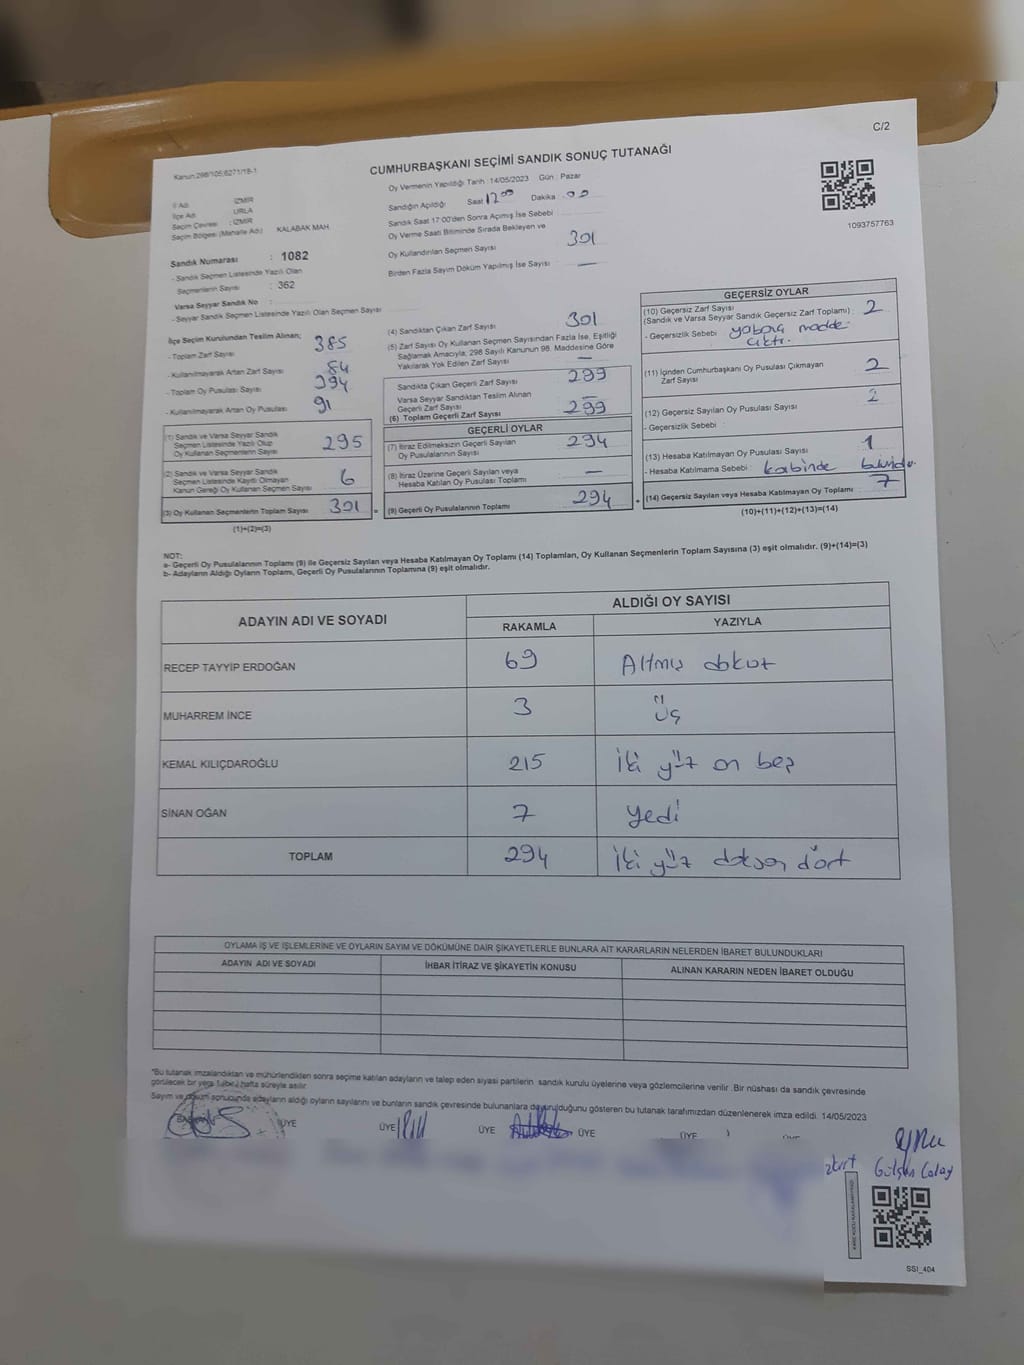 C/2
Kanun 298/105;6271/18-1
CUMHURBAŞKANI SEÇİMİ SANDIK SONUÇ TUTANAĞI
İl Adı : İZMİR
İlçe Adı : URLA
Seçim Çevresi : İZMİR
Seçim Bölgesi (Mahalle Adı) : KALABAK MAH.
Sandık Numarası : 1082
- Sandık Seçmen Listesinde Yazılı Olan
Seçmenlerin Sayısı : 362
Varsa Seyyar Sandık No :
- Seyyar Sandık Seçmen Listesinde Yazılı Olan Seçmen Sayısı
Oy Vermenin Yapıldığı Tarih : 14/05/2023 Gün : Pazar
Sandığın Açıldığı Saat 17 00 Dakika . 00
Sandık Saat 17:00'den Sonra Açımış İse Sebebi
Oy Verme Saati Bitiminde Sırada Bekleyen ve
Oy Kullandırılan Seçmen Sayısı 301
Birden Fazla Sayım Döküm Yapılmış İse Sayısı —
1093757763
İlçe Seçim Kurulundan Teslim Alınan;
- Toplam Zarf Sayısı 385
- Kullanılmayarak Artan Zarf Sayısı 84
- Toplam Oy Pusulası Sayısı 394
- Kullanılmayarak Artan Oy Pusulası 91
(1) Sandık ve Varsa Seyyar Sandık
Seçmen Listesinde Yazılı Olup
Oy Kullanan Seçmenlerin Sayısı 295
(2) Sandık ve Varsa Seyyar Sandık
Seçmen Listesinde Kayıtlı Olmayan
Kanun Gereği Oy Kullanan Seçmen Sayısı 6
(3) Oy Kullanan Seçmenlerin Toplam Sayısı 301
(1)+(2)=(3)
(4) Sandıktan Çıkan Zarf Sayısı 301
(5) Zarf Sayısı Oy Kullanan Seçmen Sayısından Fazla İse, Eşitliği
Sağlamak Amacıyla, 298 Sayılı Kanunun 98. Maddesine Göre
Yakılarak Yok Edilen Zarf Sayısı —
Sandıkta Çıkan Geçerli Zarf Sayısı 299
Varsa Seyyar Sandıktan Teslim Alınan
Geçerli Zarf Sayısı —
(6) Toplam Geçerli Zarf Sayısı 299
GEÇERLİ OYLAR
(7) İtiraz Edilmeksizin Geçerli Sayılan
Oy Pusulalarının Sayısı 294
(8) İtiraz Üzerine Geçerli Sayılan veya
Hesaba Katılan Oy Pusulası Toplamı —
(9) Geçerli Oy Pusulalarının Toplamı 294
GEÇERSİZ OYLAR
(10) Geçersiz Zarf Sayısı
(Sandık ve Varsa Seyyar Sandık Geçersiz Zarf Toplamı) : 2
- Geçersizlik Sebebi : yabancı madde
çıktı.
(11) İçinden Cumhurbaşkanı Oy Pusulası Çıkmayan
Zarf Sayısı 2
(12) Geçersiz Sayılan Oy Pusulası Sayısı 2
- Geçersizlik Sebebi :
(13) Hesaba Katılmayan Oy Pusulası Sayısı 1
- Hesaba Katılmama Sebebi : kabinde bulundu.
(14) Geçersiz Sayılan veya Hesaba Katılmayan Oy Toplamı 7
(10)+(11)+(12)+(13)=(14)
NOT:
a- Geçerli Oy Pusulalarının Toplamı (9) ile Geçersiz Sayılan veya Hesaba Katılmayan Oy Toplamı (14) Toplamları, Oy Kullanan Seçmenlerin Toplam Sayısına (3) eşit olmalıdır. (9)+(14)=(3)
b- Adayların Aldığı Oyların Toplamı, Geçerli Oy Pusulalarının Toplamına (9) eşit olmalıdır.
ADAYIN ADI VE SOYADI ALDIĞI OY SAYISI
RAKAMLA YAZIYLA
RECEP TAYYİP ERDOĞAN 69 Altmış dokuz
MUHARREM İNCE 3 üç
KEMAL KILIÇDAROĞLU 215 iki yüz on beş
SİNAN OĞAN 7 yedi
TOPLAM 294 iki yüz doksan dört
OYLAMA İŞ VE İŞLEMLERİNE VE OYLARIN SAYIM VE DÖKÜMÜNE DAİR ŞİKAYETLERLE BUNLARA AİT KARARLARIN NELERDEN İBARET BULUNDUKLARI
ADAYIN ADI VE SOYADI İHBAR İTİRAZ VE ŞİKAYETİN KONUSU ALINAN KARARIN NEDEN İBARET OLDUĞU
*Bu tutanak imzalandıktan ve mühürlendikten sonra seçime katılan adayların ve talep eden siyasi partilerin sandık kurulu üyelerine veya gözlemcilerine verilir. Bir nüshası da sandık çevresinde
görülecek bir yere bir hafta süreyle asılır.
Sayım ve döküm sonucunda adayların aldığı oyların sayılarını ve bunların sandık çevresinde bulunanlara duyurulduğunu gösteren bu tutanak tarafımızdan düzenlenerek imza edildi. 14/05/2023
BAŞKAN ÜYE ÜYE ÜYE ÜYE ÜYE ÜYE
SSI_404